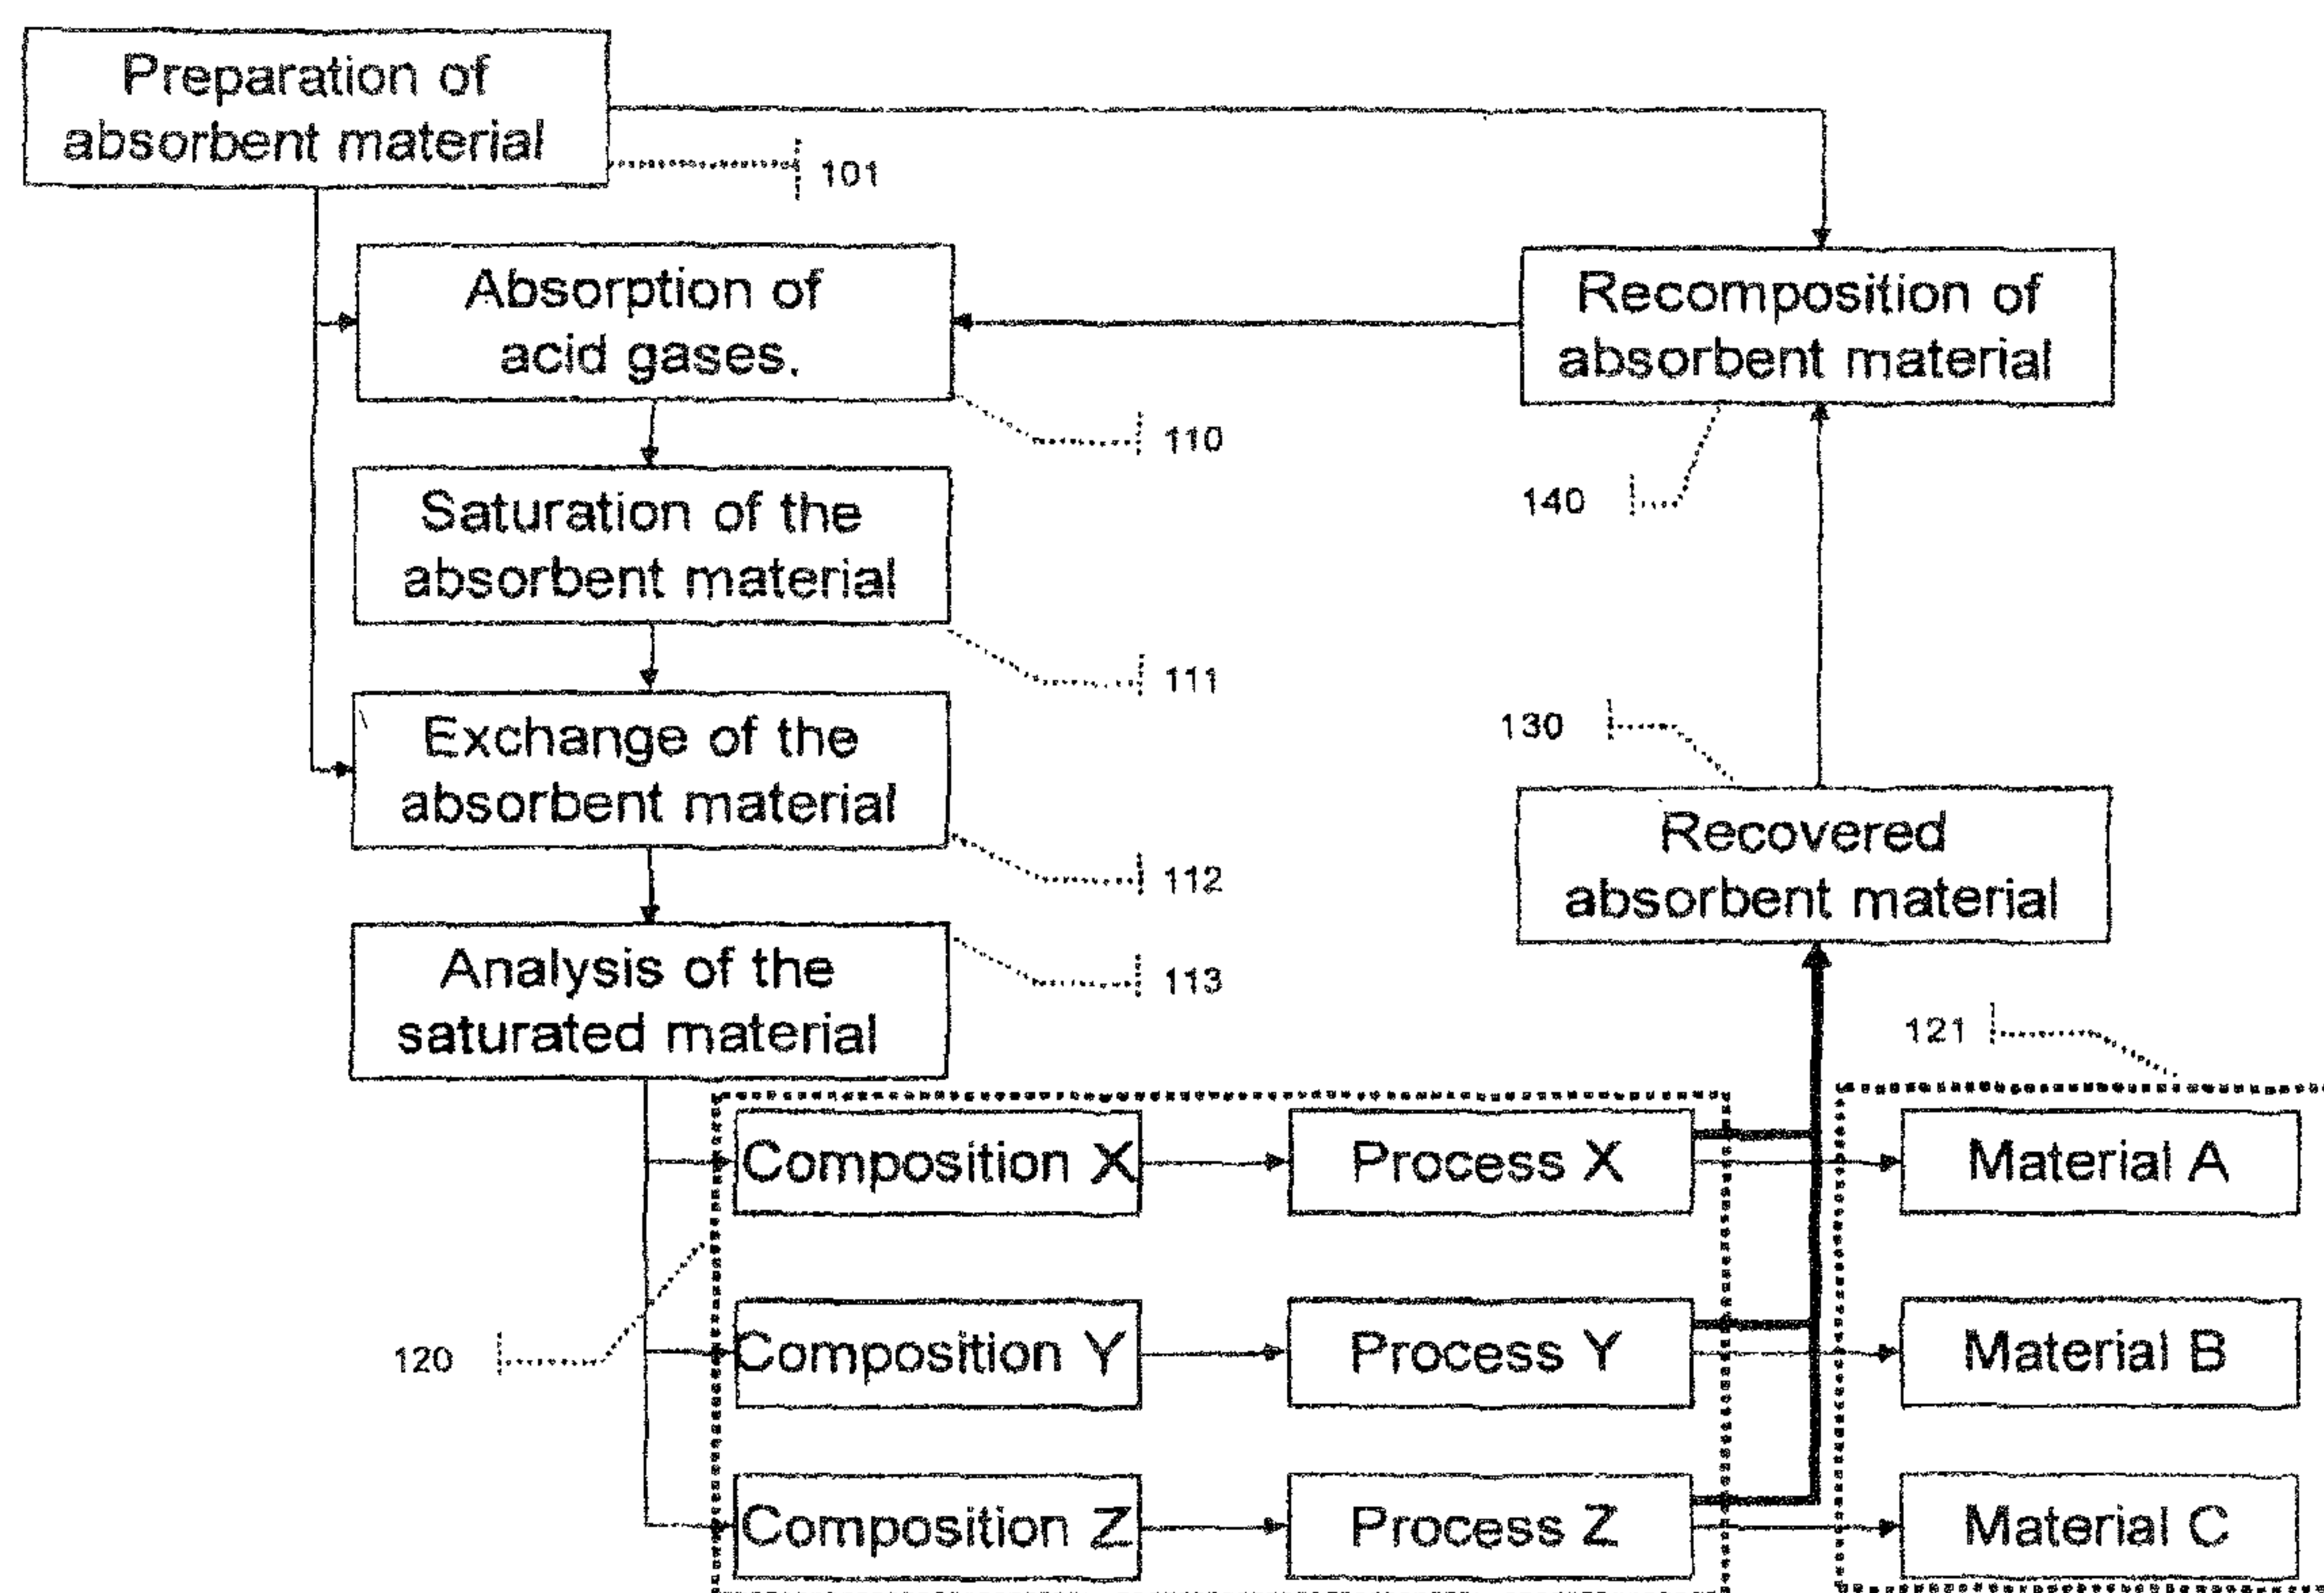 Preparation of
absorbent material
101
Absorption of
acid gases.
110
Recomposition of
absorbent material
140
Saturation of the
absorbent material
111
Exchange of the
absorbent material
112
130
Recovered
absorbent material
Analysis of the
saturated material
113
121
Composition X
Process X
Material A
120
Composition Y
Process Y
Material B
Composition Z
Process Z
Material C